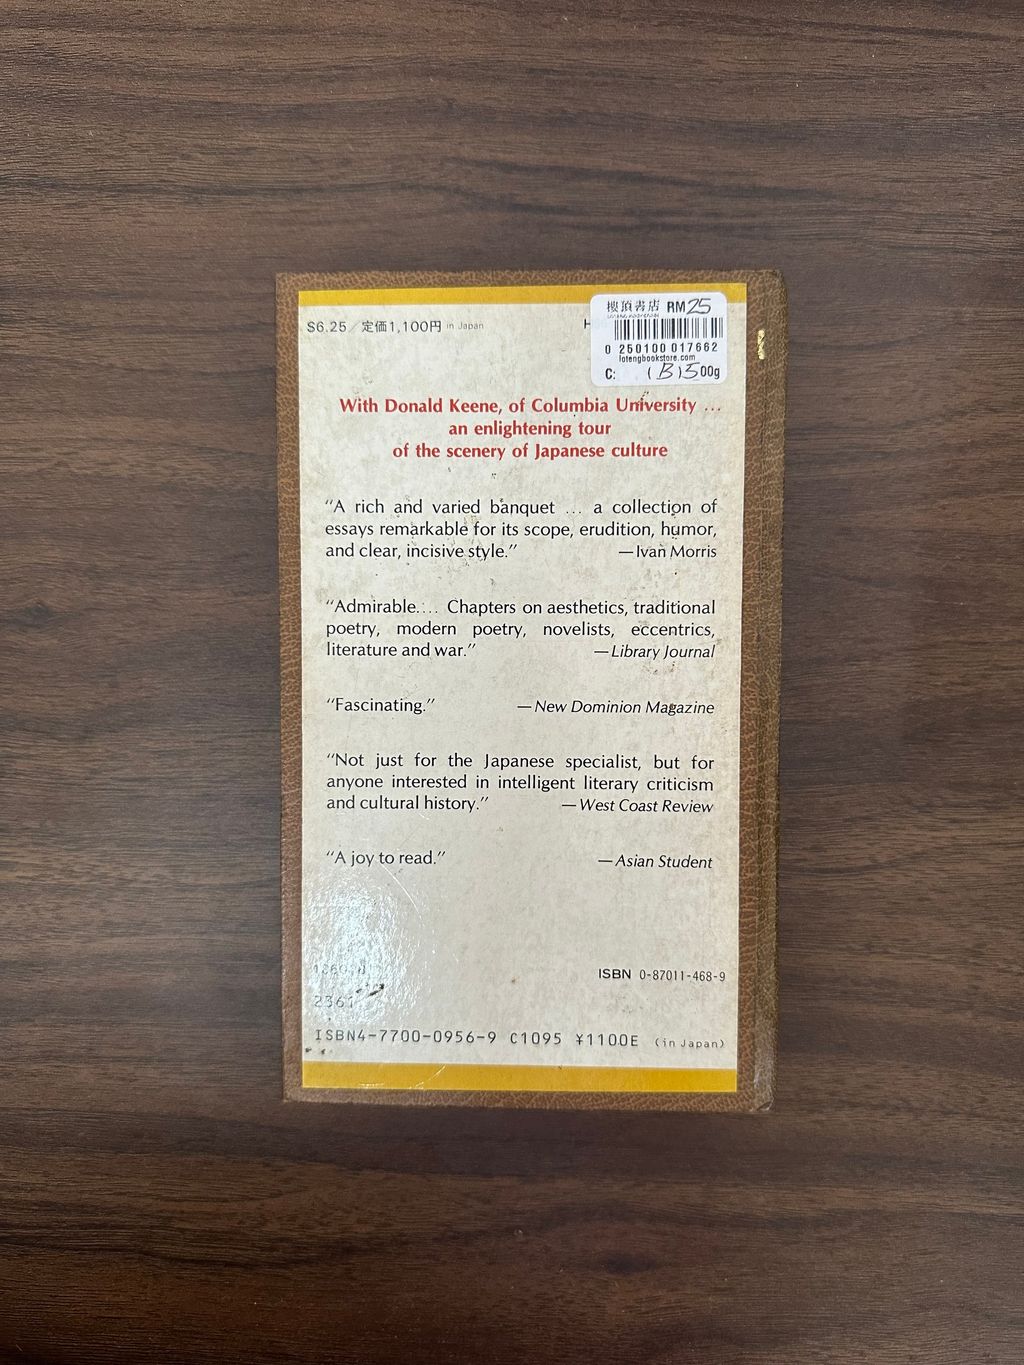 $6.25 / 定価1,100円 in Japan
樓頂書店 RM25
0 250100 017662
lotengbookstore.com
C: (B)500g
With Donald Keene, of Columbia University ...
an enlightening tour
of the scenery of Japanese culture
“A rich and varied banquet ... a collection of
essays remarkable for its scope, erudition, humor,
and clear, incisive style.” —Ivan Morris
“Admirable.... Chapters on aesthetics, traditional
poetry, modern poetry, novelists, eccentrics,
literature and war.” —Library Journal
“Fascinating.” —New Dominion Magazine
“Not just for the Japanese specialist, but for
anyone interested in intelligent literary criticism
and cultural history.” —West Coast Review
“A joy to read.” —Asian Student
ISBN 0-87011-468-9
2361
ISBN4-7700-0956-9 C1095 ¥1100E (in Japan)